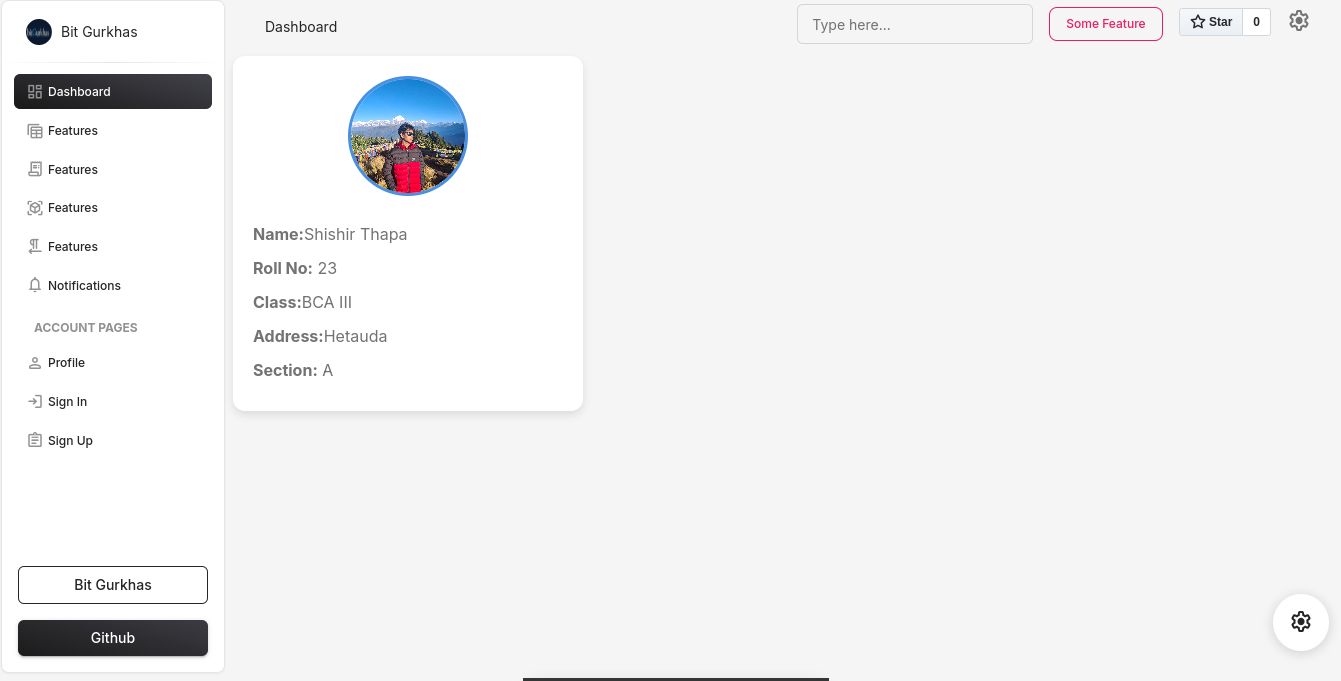 Bit Gurkhas
Dashboard
Features
Features
Features
Features
Notifications
ACCOUNT PAGES
Profile
Sign In
Sign Up
Bit Gurkhas
Github
Dashboard
Type here...
Some Feature
Star 0
Name:Shishir Thapa
Roll No: 23
Class:BCA III
Address:Hetauda
Section: A